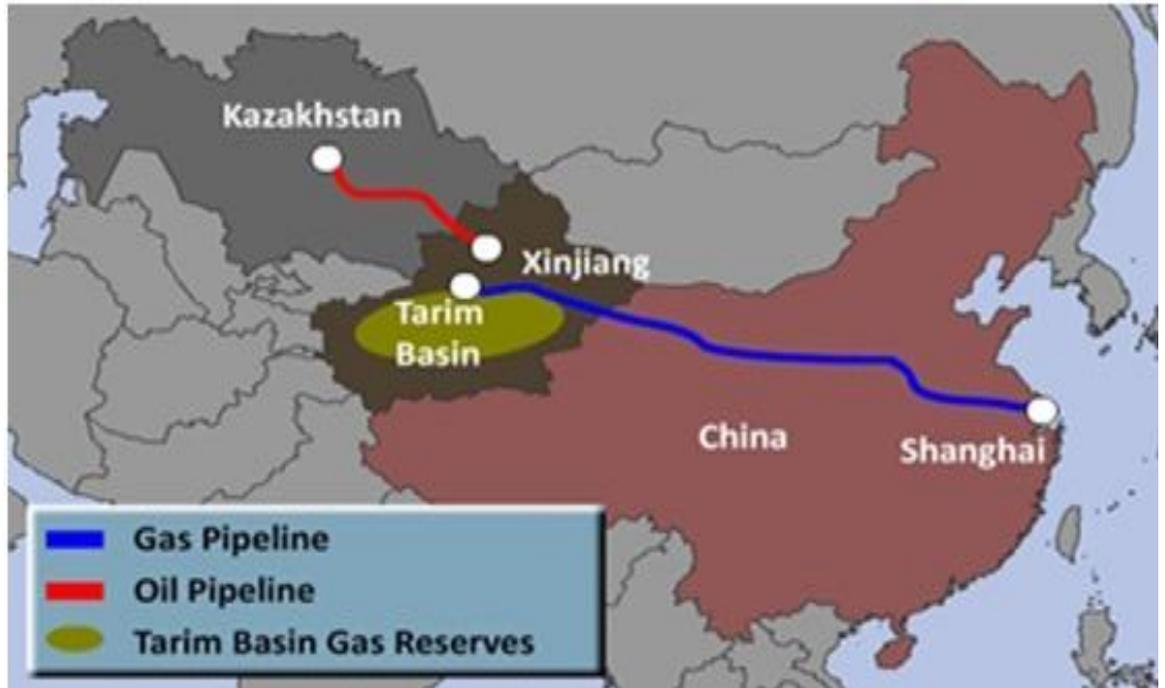 Kazakhstan
Xinjiang
Tarim
Basin
China
Shanghai
Gas Pipeline
Oil Pipeline
Tarim Basin Gas Reserves